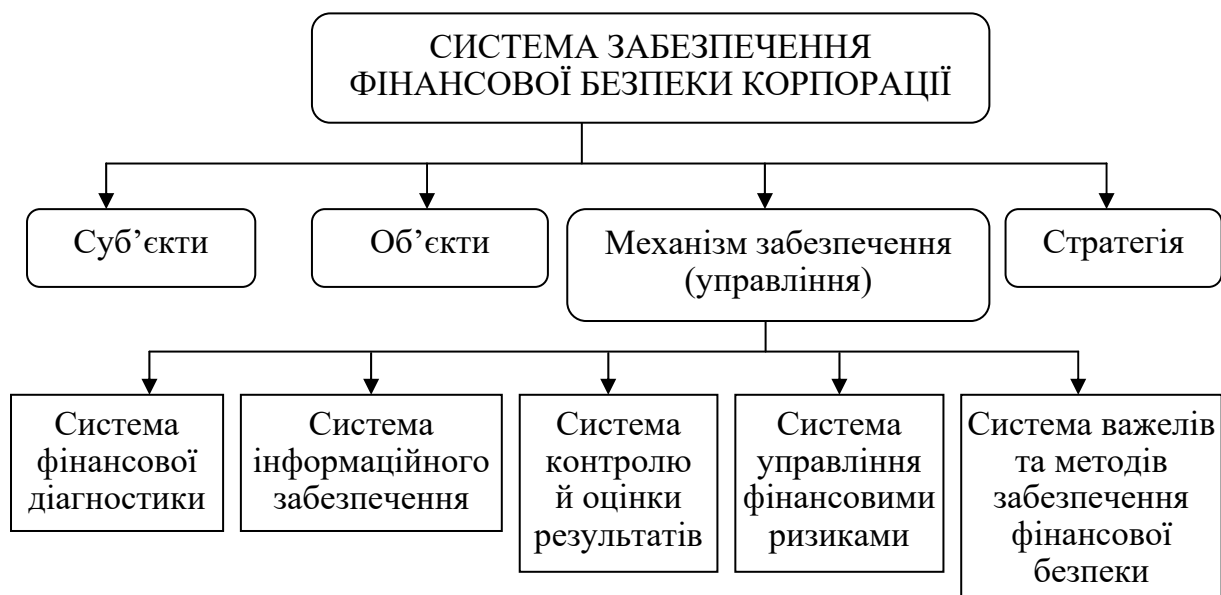 СИСТЕМА ЗАБЕЗПЕЧЕННЯ
ФІНАНСОВОЇ БЕЗПЕКИ КОРПОРАЦІЇ
Суб’єкти
Об’єкти
Механізм забезпечення
(управління)
Стратегія
Система
фінансової
діагностики
Система
інформаційного
забезпечення
Система
контролю
й оцінки
результатів
Система
управління
фінансовими
ризиками
Система важелів
та методів
забезпечення
фінансової
безпеки